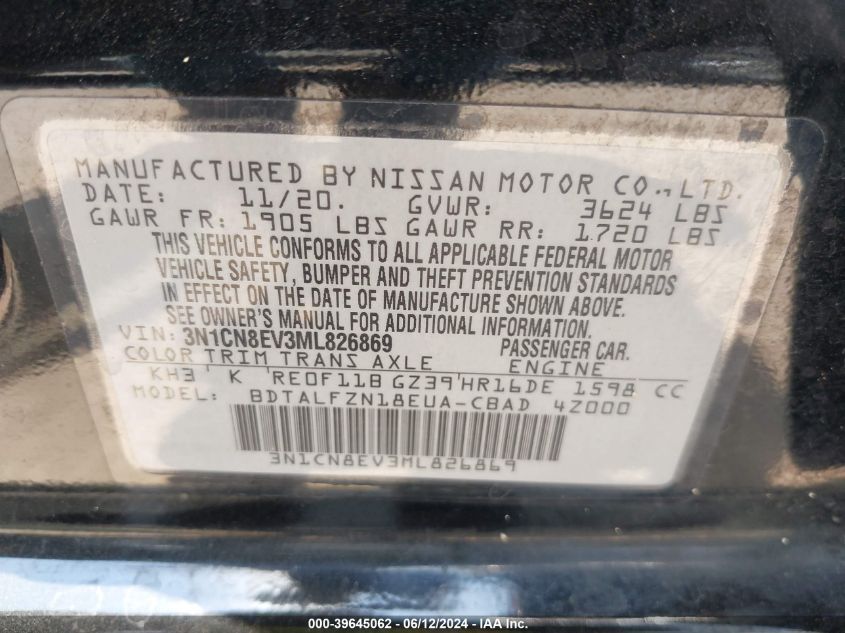 MANUFACTURED BY NISSAN MOTOR CO., LTD.
DATE: 11/20. GVWR: 3624 LBS
GAWR FR: 1905 LBS GAWR RR: 1720 LBS
THIS VEHICLE CONFORMS TO ALL APPLICABLE FEDERAL MOTOR
VEHICLE SAFETY, BUMPER AND THEFT PREVENTION STANDARDS
IN EFFECT ON THE DATE OF MANUFACTURE SHOWN ABOVE.
SEE OWNER'S MANUAL FOR ADDITIONAL INFORMATION.
VIN: 3N1CN8EV3ML826869 PASSENGER CAR.
COLOR TRIM TRANS AXLE ENGINE
KH3 K RE0F11B GZ39 HR16DE 1598 CC
MODEL: BDTALFZN18EUA-CBAD 4Z000
3N1CN8EV3ML826869
000-39645062 - 06/12/2024 - IAA Inc.